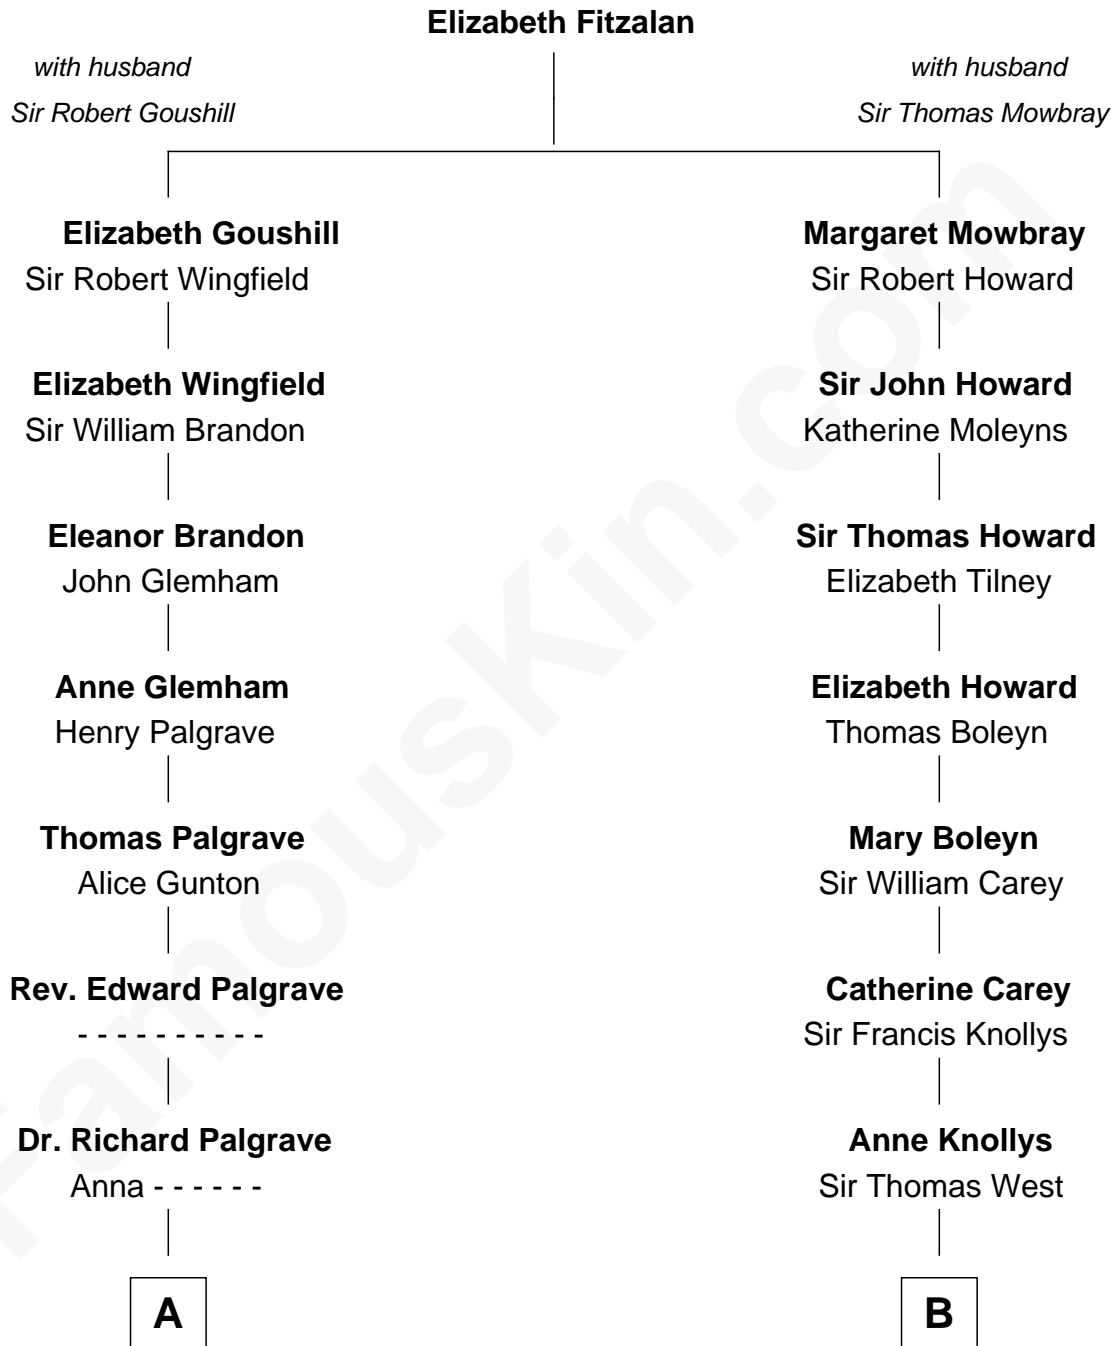 Elizabeth Fitzalan
with husband
Sir Robert Goushill
with husband
Sir Thomas Mowbray
Elizabeth Goushill
Sir Robert Wingfield
Margaret Mowbray
Sir Robert Howard
Elizabeth Wingfield
Sir William Brandon
Sir John Howard
Katherine Moleyns
Eleanor Brandon
John Glemham
Sir Thomas Howard
Elizabeth Tilney
Anne Glemham
Henry Palgrave
Elizabeth Howard
Thomas Boleyn
Thomas Palgrave
Alice Gunton
Mary Boleyn
Sir William Carey
Rev. Edward Palgrave
- - - - - - - - - -
Catherine Carey
Sir Francis Knollys
Dr. Richard Palgrave
Anna - - - - - -
Anne Knollys
Sir Thomas West
A
B
FamousKin.com